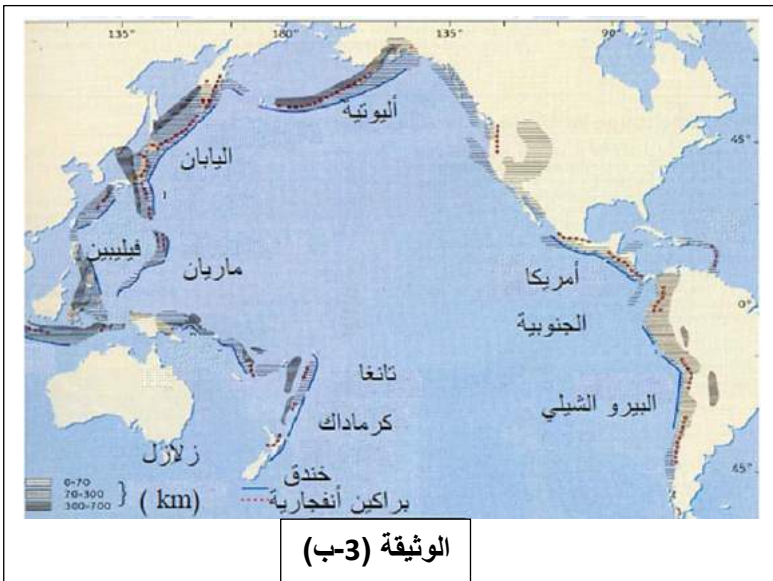 135° 180° 135° 90°
أليوتية
اليابان
45°
فيليبين
ماريان
أمريكا
الجنوبية
0°
تانغا
كرماداك
البيرو الشيلي
زلازل
45°
خندق
براكين أنفجارية
0-70
70-300
300-700
( km )
الوثيقة (3-ب)